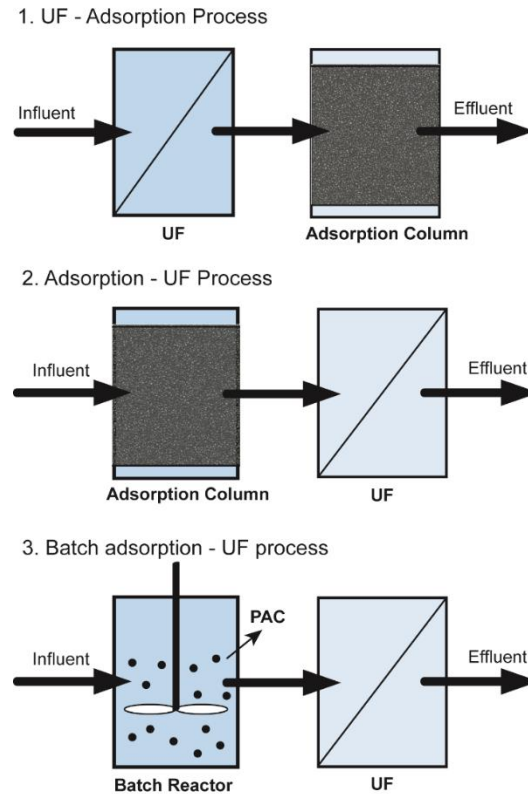 1. UF - Adsorption Process
Influent
Effluent
UF
Adsorption Column
2. Adsorption - UF Process
Influent
Effluent
Adsorption Column
UF
3. Batch adsorption - UF process
PAC
Influent
Effluent
Batch Reactor
UF